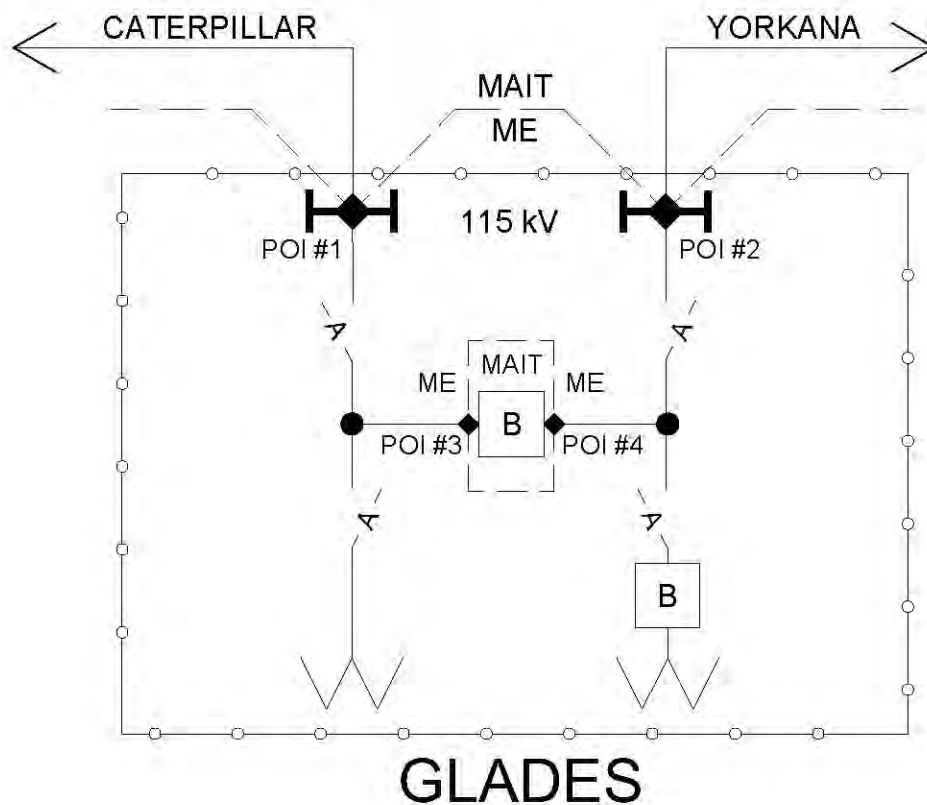 CATERPILLAR
YORKANA
MAIT
ME
115 kV
POI #1
POI #2
A
A
MAIT
ME
ME
B
POI #3
POI #4
A
A
B
GLADES